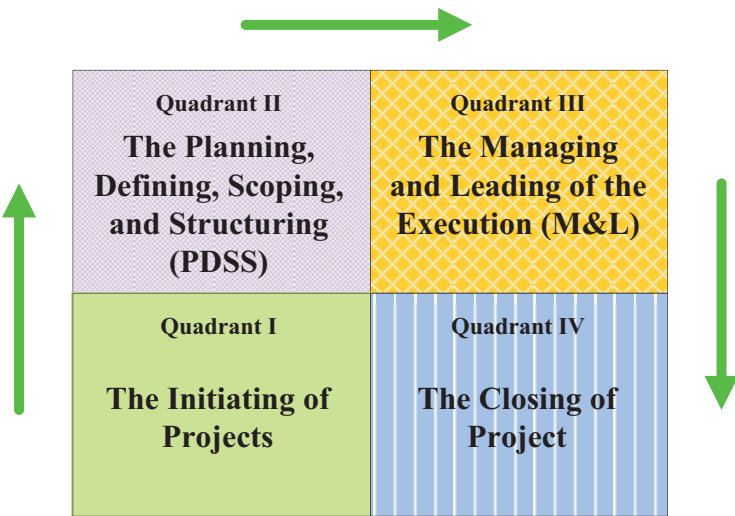 Quadrant II
The Planning,
Defining, Scoping,
and Structuring
(PDSS)
Quadrant III
The Managing
and Leading of the
Execution (M&L)
Quadrant I
The Initiating of
Projects
Quadrant IV
The Closing of
Project